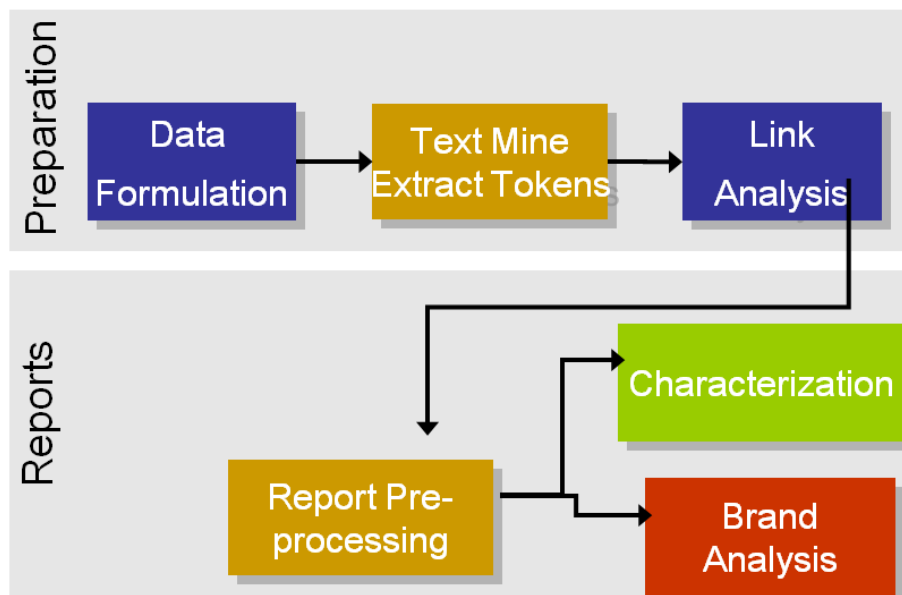 Preparation
Data
Formulation
Text Mine
Extract Tokens
Link
Analysis
Reports
Characterization
Report Pre-
processing
Brand
Analysis